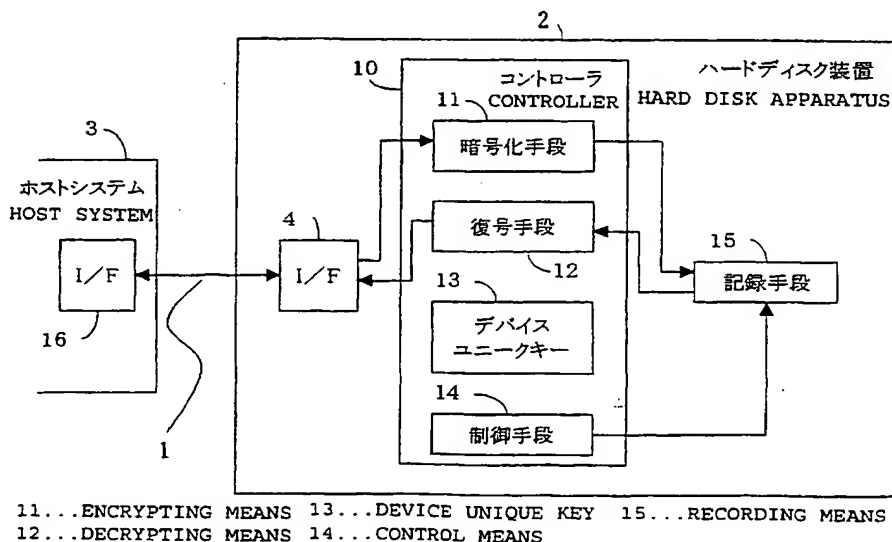 2
10
コントローラ
CONTROLLER
ハードディスク装置
HARD DISK APPARATUS
11
暗号化手段
3
ホストシステム
HOST SYSTEM
4
復号手段
12
15
I/F
I/F
記録手段
16
13
デバイス
ユニークキー
1
14
制御手段
11...ENCRYPTING MEANS 13...DEVICE UNIQUE KEY 15...RECORDING MEANS
12...DECRYPTING MEANS 14...CONTROL MEANS